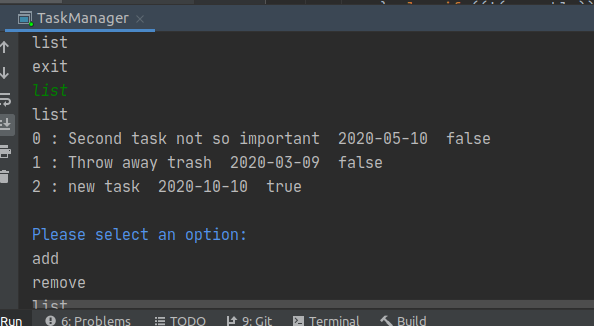 TaskManager
list
exit
list
list
0 : Second task not so important  2020-05-10  false
1 : Throw away trash  2020-03-09  false
2 : new task  2020-10-10  true
Please select an option:
add
remove
list
Run 6: Problems TODO 9: Git Terminal Build